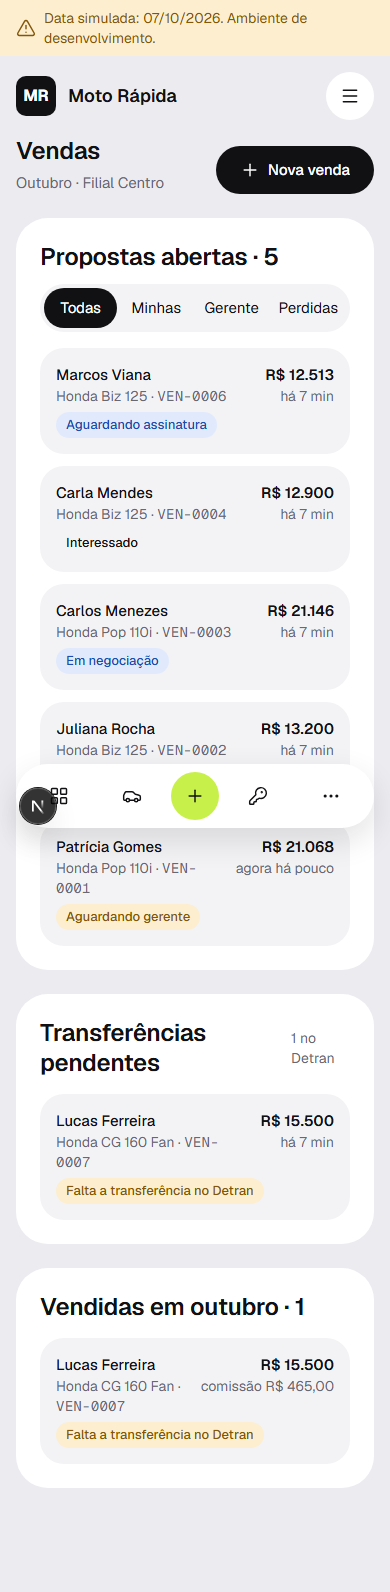 Data simulada: 07/10/2026. Ambiente de
desenvolvimento.
MR Moto Rápida
Vendas
Outubro · Filial Centro
Nova venda
Propostas abertas · 5
Todas Minhas Gerente Perdidas
Marcos Viana R$ 12.513
Honda Biz 125 · VEN-0006 há 7 min
Aguardando assinatura
Carla Mendes R$ 12.900
Honda Biz 125 · VEN-0004 há 7 min
Interessado
Carlos Menezes R$ 21.146
Honda Pop 110i · VEN-0003 há 7 min
Em negociação
Juliana Rocha R$ 13.200
Honda Biz 125 · VEN-0002 há 7 min
N
Patrícia Gomes R$ 21.068
Honda Pop 110i · VEN- agora há pouco
0001
Aguardando gerente
Transferências
pendentes
1 no
Detran
Lucas Ferreira R$ 15.500
Honda CG 160 Fan · VEN- há 7 min
0007
Falta a transferência no Detran
Vendidas em outubro · 1
Lucas Ferreira R$ 15.500
Honda CG 160 Fan · comissão R$ 465,00
VEN-0007
Falta a transferência no Detran